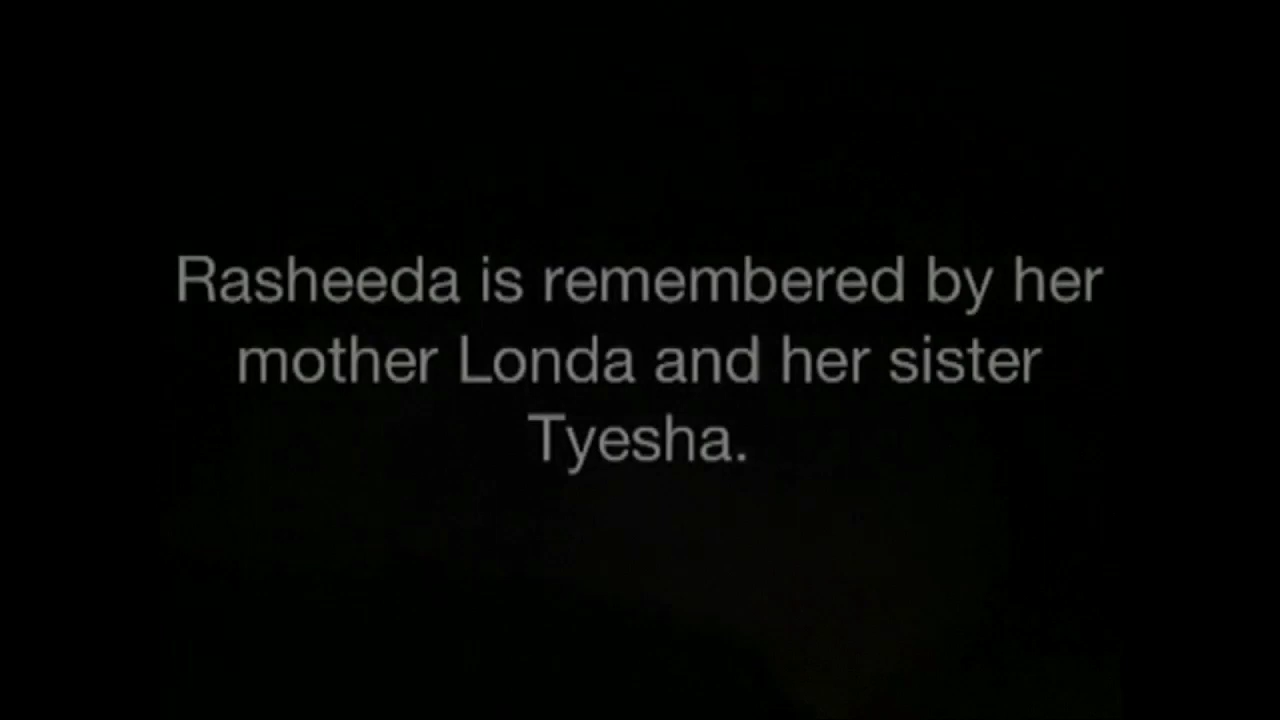 Rasheeda is remembered by her
mother Londa and her sister
Tyesha.